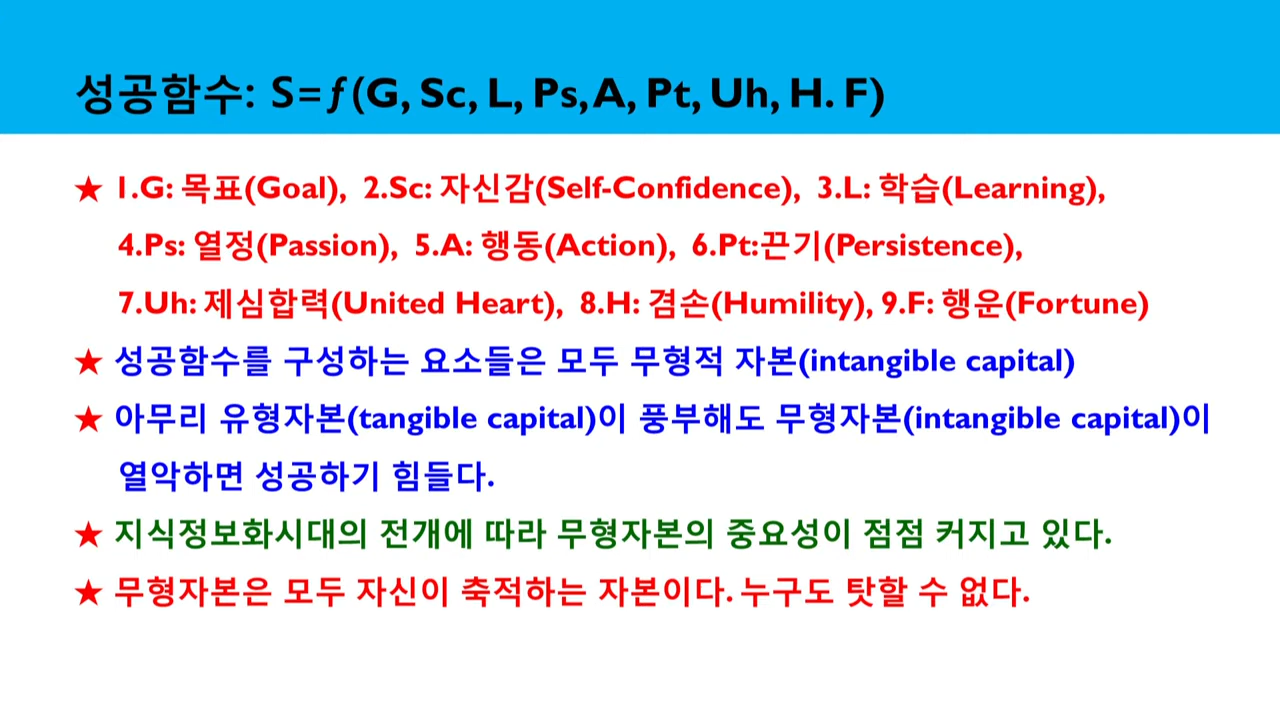 성공함수: S=ƒ(G, Sc, L, Ps, A, Pt, Uh, H. F)
★ 1.G: 목표(Goal), 2.Sc: 자신감(Self-Confidence), 3.L: 학습(Learning),
4.Ps: 열정(Passion), 5.A: 행동(Action), 6.Pt:끈기(Persistence),
7.Uh: 제심합력(United Heart), 8.H: 겸손(Humility), 9.F: 행운(Fortune)
★ 성공함수를 구성하는 요소들은 모두 무형적 자본(intangible capital)
★ 아무리 유형자본(tangible capital)이 풍부해도 무형자본(intangible capital)이
열악하면 성공하기 힘들다.
★ 지식정보화시대의 전개에 따라 무형자본의 중요성이 점점 커지고 있다.
★ 무형자본은 모두 자신이 축적하는 자본이다. 누구도 탓할 수 없다.